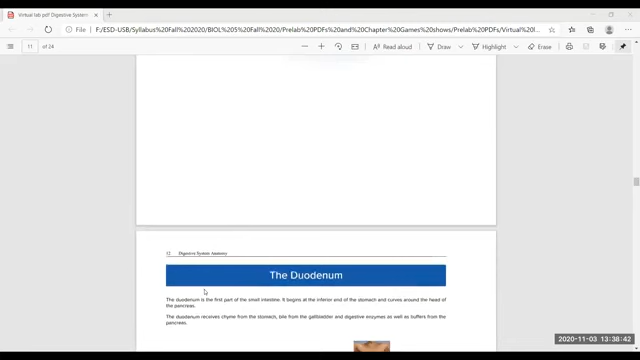 Virtual lab pdf Digestive System
File
F:/ESD-USB/Syllabus%20Fall%202020/BIOL%205%20Fall%2020/Prelab%20PDFs%20and%20Chapter%20Games%20shows/Prelab%20PDFs/Virtual%20l...
11 of 24
Read aloud
Draw
Highlight
Erase
12 Digestive System Anatomy
The Duodenum
The duodenum is the first part of the small intestine. It begins at the inferior end of the stomach and curves around the head of
the pancreas.
The duodenum receives chyme from the stomach, bile from the gallbladder and digestive enzymes as well as buffers from the
pancreas.
2020-11-03 13:38:42